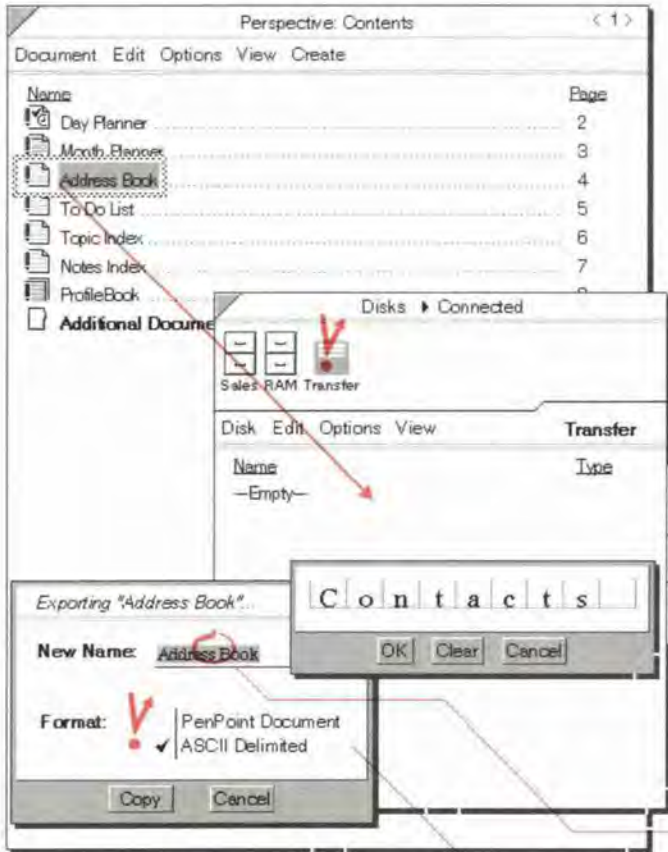 Perspective: Contents < 1 >
Document Edit Options View Create
Name Page
Day Planner 2
Month Planner 3
Address Book 4
To Do List 5
Topic Index 6
Notes Index 7
ProfileBook
Additional Docume
Disks ▸ Connected
Sales RAM Transfer
Disk Edit Options View Transfer
Name Type
—Empty—
Contacts
OK Clear Cancel
Exporting "Address Book"...
New Name: Address Book
Format: PenPoint Document
✔ ASCII Delimited
Copy Cancel